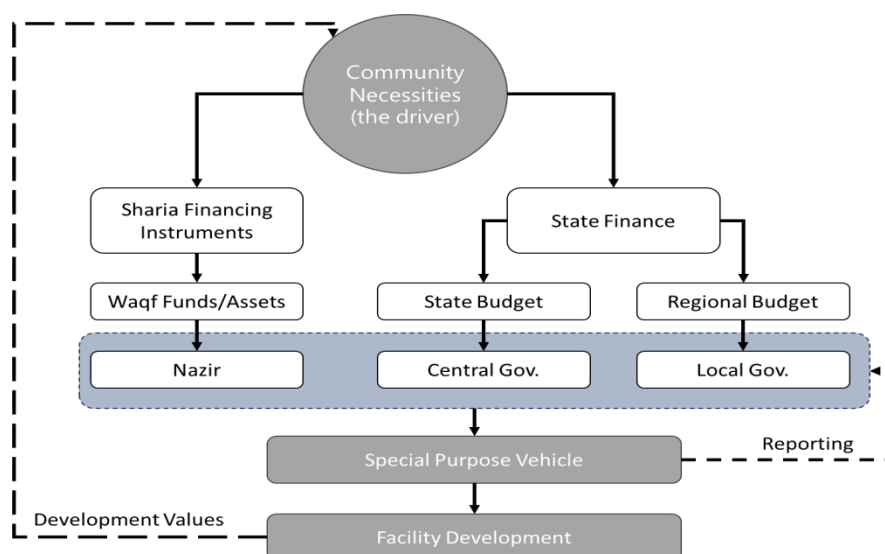 Community
Necessities
(the driver)
Sharia Financing
Instruments
State Finance
Waqf Funds/Assets
State Budget
Regional Budget
Nazir
Central Gov.
Local Gov.
Special Purpose Vehicle
Reporting
Development Values
Facility Development